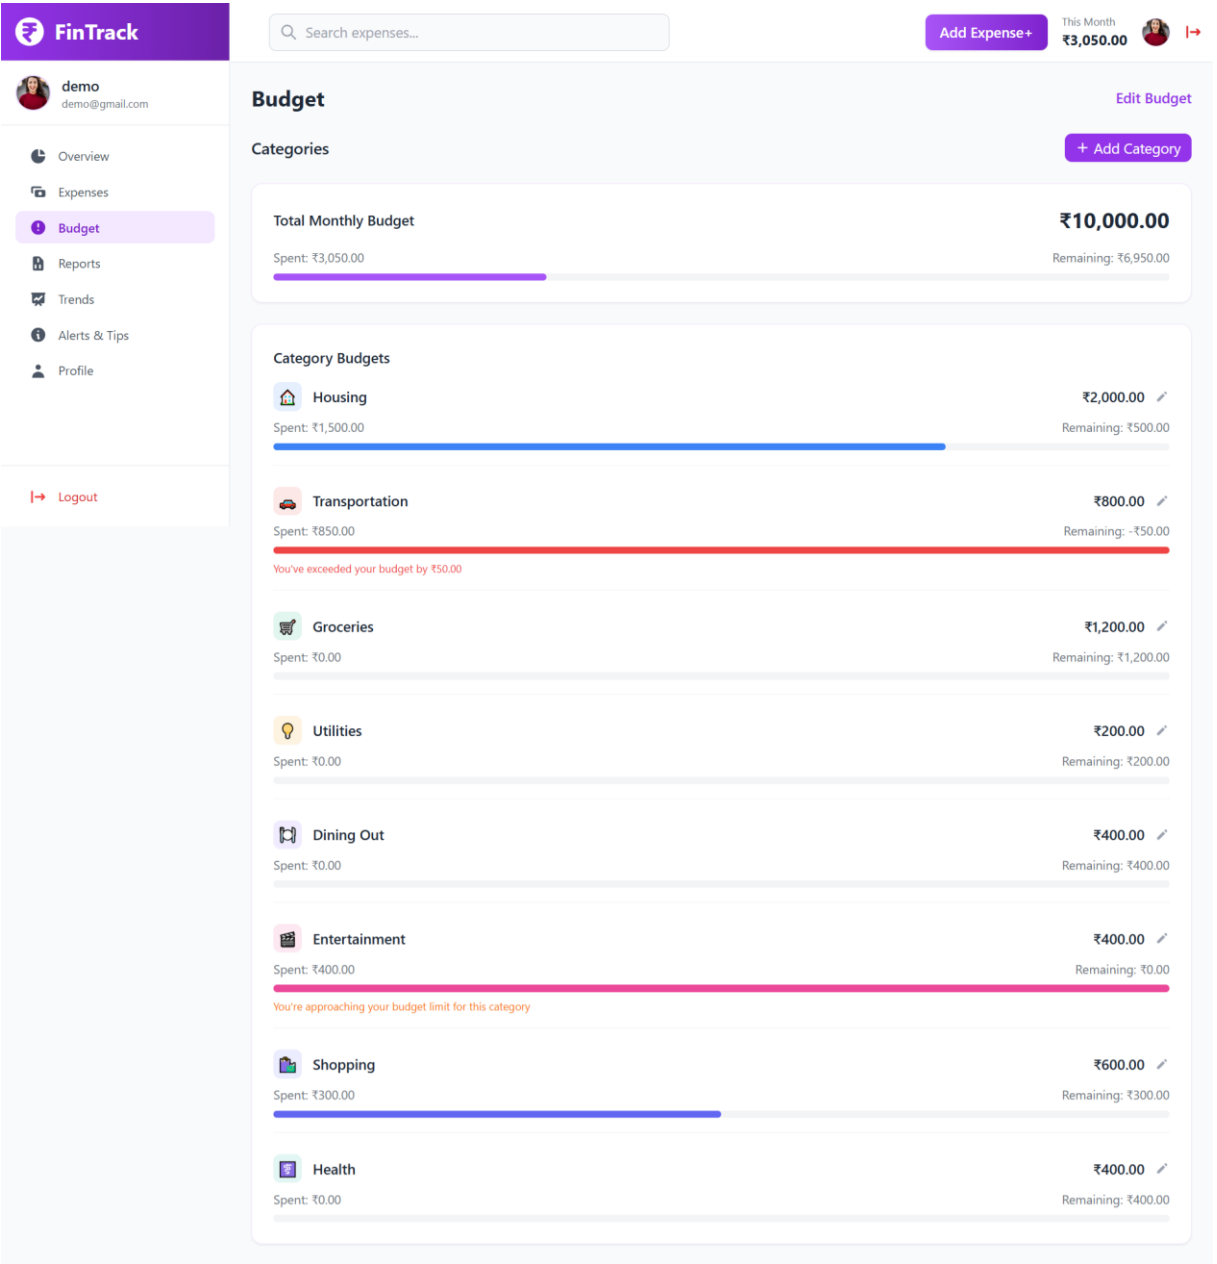 FinTrack
Search expenses...
Add Expense+
This Month
₹3,050.00
demo
demo@gmail.com
Overview
Expenses
Budget
Reports
Trends
Alerts & Tips
Profile
Logout
Budget
Edit Budget
Categories
+ Add Category
Total Monthly Budget
₹10,000.00
Spent: ₹3,050.00
Remaining: ₹6,950.00
Category Budgets
Housing
₹2,000.00
Spent: ₹1,500.00
Remaining: ₹500.00
Transportation
₹800.00
Spent: ₹850.00
Remaining: -₹50.00
You've exceeded your budget by ₹50.00
Groceries
₹1,200.00
Spent: ₹0.00
Remaining: ₹1,200.00
Utilities
₹200.00
Spent: ₹0.00
Remaining: ₹200.00
Dining Out
₹400.00
Spent: ₹0.00
Remaining: ₹400.00
Entertainment
₹400.00
Spent: ₹400.00
Remaining: ₹0.00
You're approaching your budget limit for this category
Shopping
₹600.00
Spent: ₹300.00
Remaining: ₹300.00
Health
₹400.00
Spent: ₹0.00
Remaining: ₹400.00